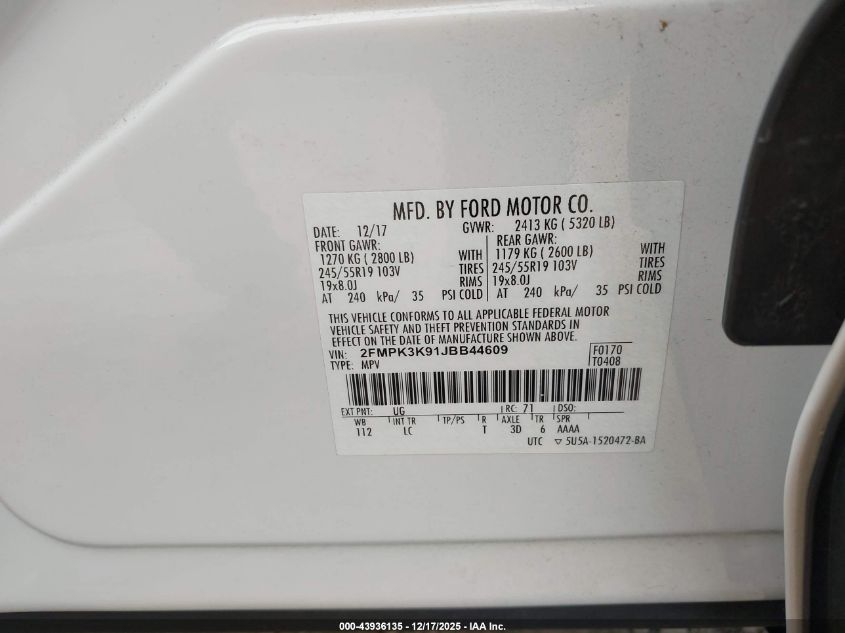 MFD. BY FORD MOTOR CO.
DATE: 12/17 GVWR: 2413 KG ( 5320 LB)
FRONT GAWR: REAR GAWR:
1270 KG ( 2800 LB) WITH 1179 KG ( 2600 LB) WITH
245/55R19 103V TIRES 245/55R19 103V TIRES
19x8.0J RIMS 19x8.0J RIMS
AT 240 kPa/ 35 PSI COLD AT 240 kPa/ 35 PSI COLD
THIS VEHICLE CONFORMS TO ALL APPLICABLE FEDERAL MOTOR
VEHICLE SAFETY AND THEFT PREVENTION STANDARDS IN
EFFECT ON THE DATE OF MANUFACTURE SHOWN ABOVE.
VIN: 2FMPK3K91JBB44609 F0170
TYPE: MPV T0408
EXT PNT: UG RC: 71 DSO:
WB INT TR TP/PS R AXLE TR SPR
112 LC T 3D 6 AAAA
UTC ▽ 5U5A-1520472-BA
000-43936135 - 12/17/2025 - IAA Inc.